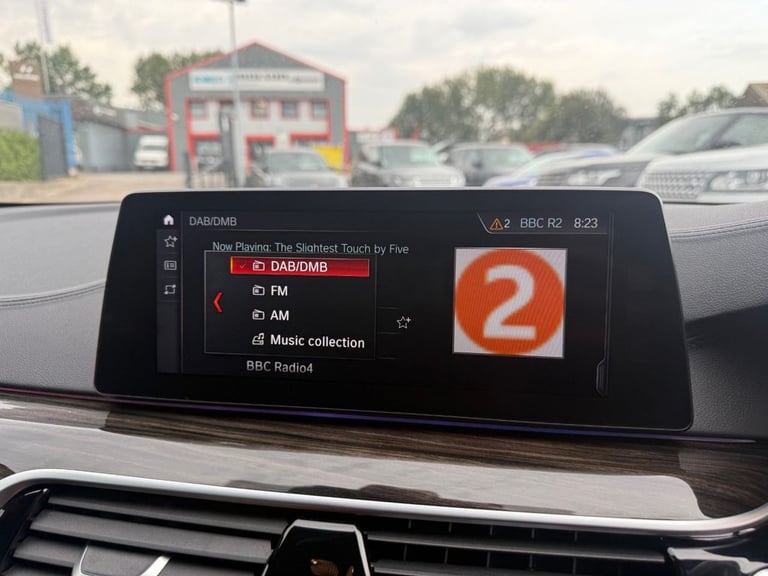 DAB/DMB
2 BBC R2 8:23
Now Playing: The Slightest Touch by Five
DAB/DMB
FM
AM
Music collection
BBC Radio4
2